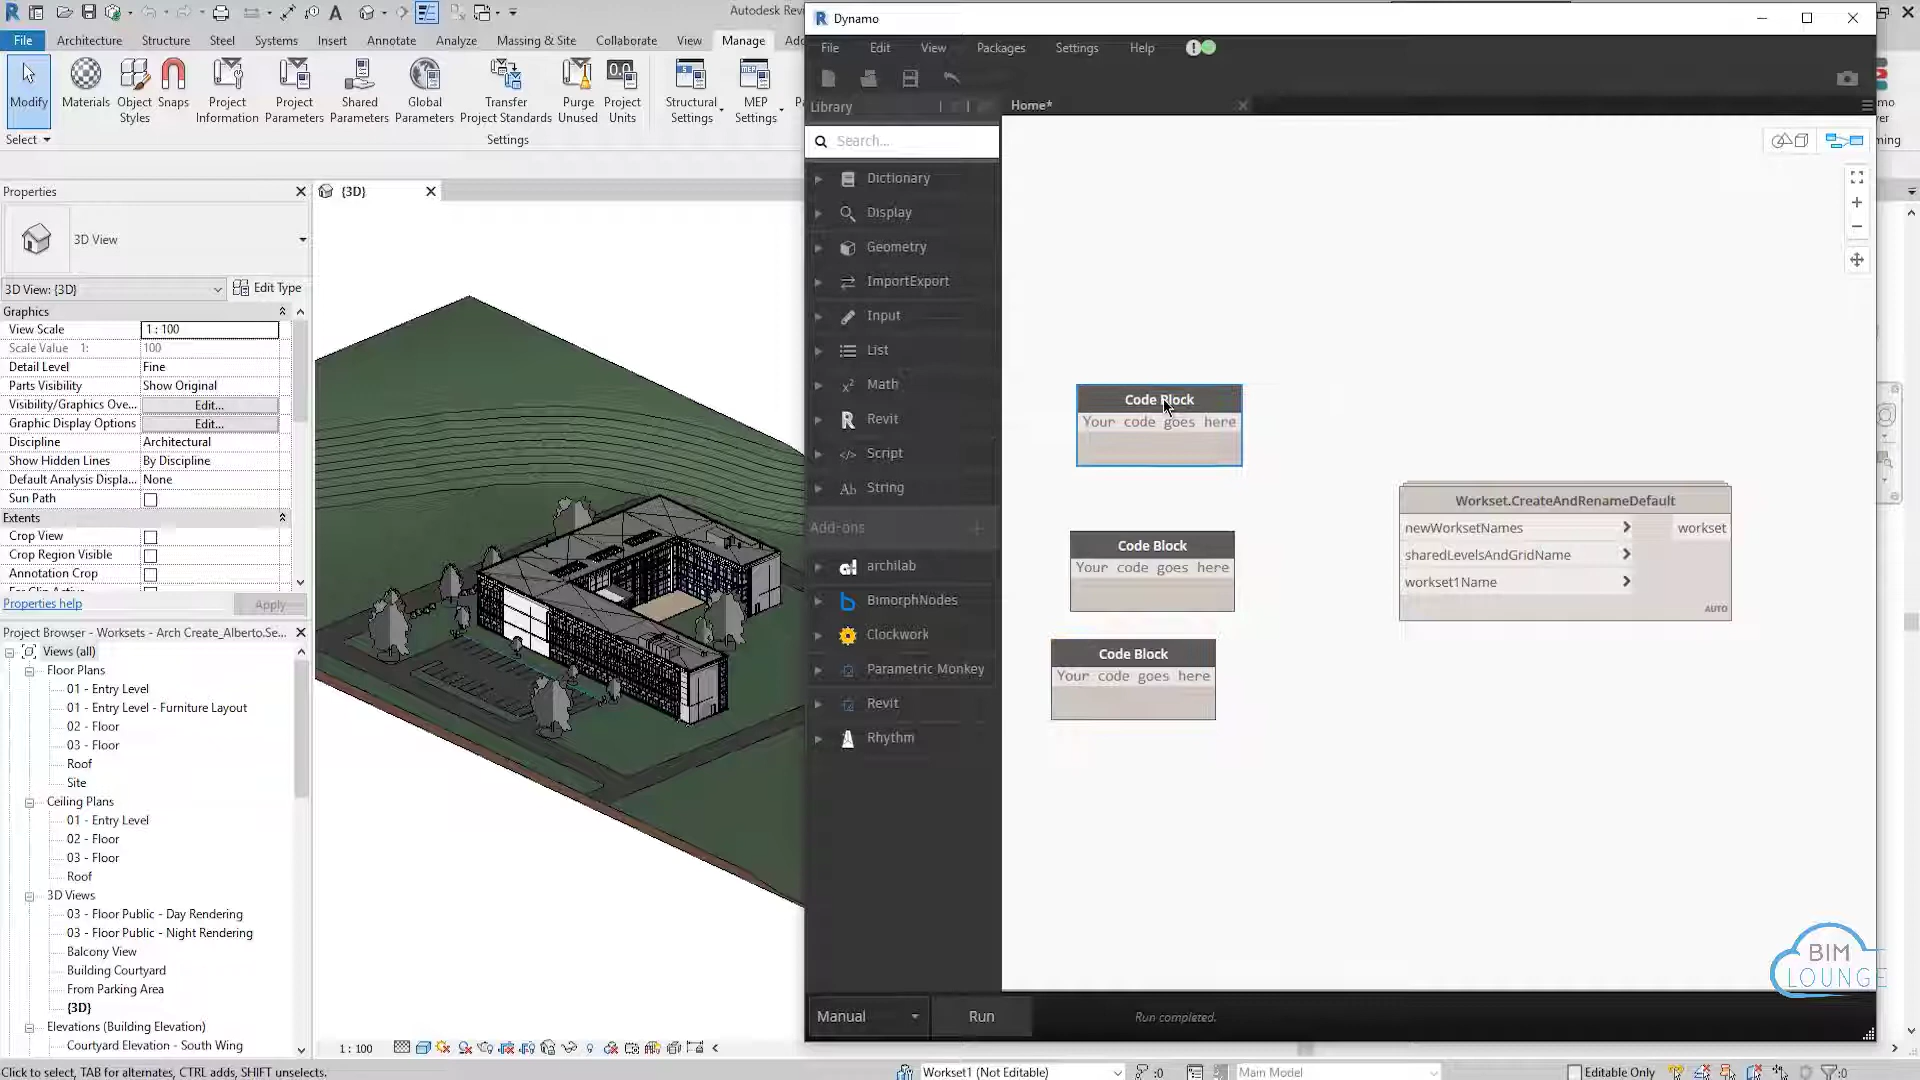 Autodesk Rev
File
Architecture
Structure
Steel
Systems
Insert
Annotate
Analyze
Massing & Site
Collaborate
View
Manage
Modify
Materials
Object
Styles
Snaps
Project
Information
Project
Parameters
Shared
Parameters
Global
Parameters
Transfer
Project Standards
Purge
Unused
Project
Units
Structural
Settings
MEP
Settings
Select
Settings
Properties
3D View
3D View: {3D}
Edit Type
Graphics
View Scale
1 : 100
Scale Value 1:
100
Detail Level
Fine
Parts Visibility
Show Original
Visibility/Graphics Ove...
Edit...
Graphic Display Options
Edit...
Discipline
Architectural
Show Hidden Lines
By Discipline
Default Analysis Displa...
None
Sun Path
Extents
Crop View
Crop Region Visible
Annotation Crop
Properties help
Apply
Project Browser - Worksets - Arch Create_Alberto.Se...
Views (all)
Floor Plans
01 - Entry Level
01 - Entry Level - Furniture Layout
02 - Floor
03 - Floor
Roof
Site
Ceiling Plans
01 - Entry Level
02 - Floor
03 - Floor
Roof
3D Views
03 - Floor Public - Day Rendering
03 - Floor Public - Night Rendering
Balcony View
Building Courtyard
From Parking Area
{3D}
Elevations (Building Elevation)
Courtyard Elevation - South Wing
{3D}
1 : 100
Click to select, TAB for alternates, CTRL adds, SHIFT unselects.
Workset1 (Not Editable)
:0
Main Model
Editable Only
:0
Dynamo
File
Edit
View
Packages
Settings
Help
Library
Search...
Dictionary
Display
Geometry
ImportExport
Input
List
Math
Revit
Script
String
Add-ons
archilab
BimorphNodes
Clockwork
Parametric Monkey
Revit
Rhythm
Home*
Code Block
Your code goes here
Code Block
Your code goes here
Code Block
Your code goes here
Workset.CreateAndRenameDefault
newWorksetNames
workset
sharedLevelsAndGridName
workset1Name
AUTO
Manual
Run
Run completed.
BIM
LOUNGE